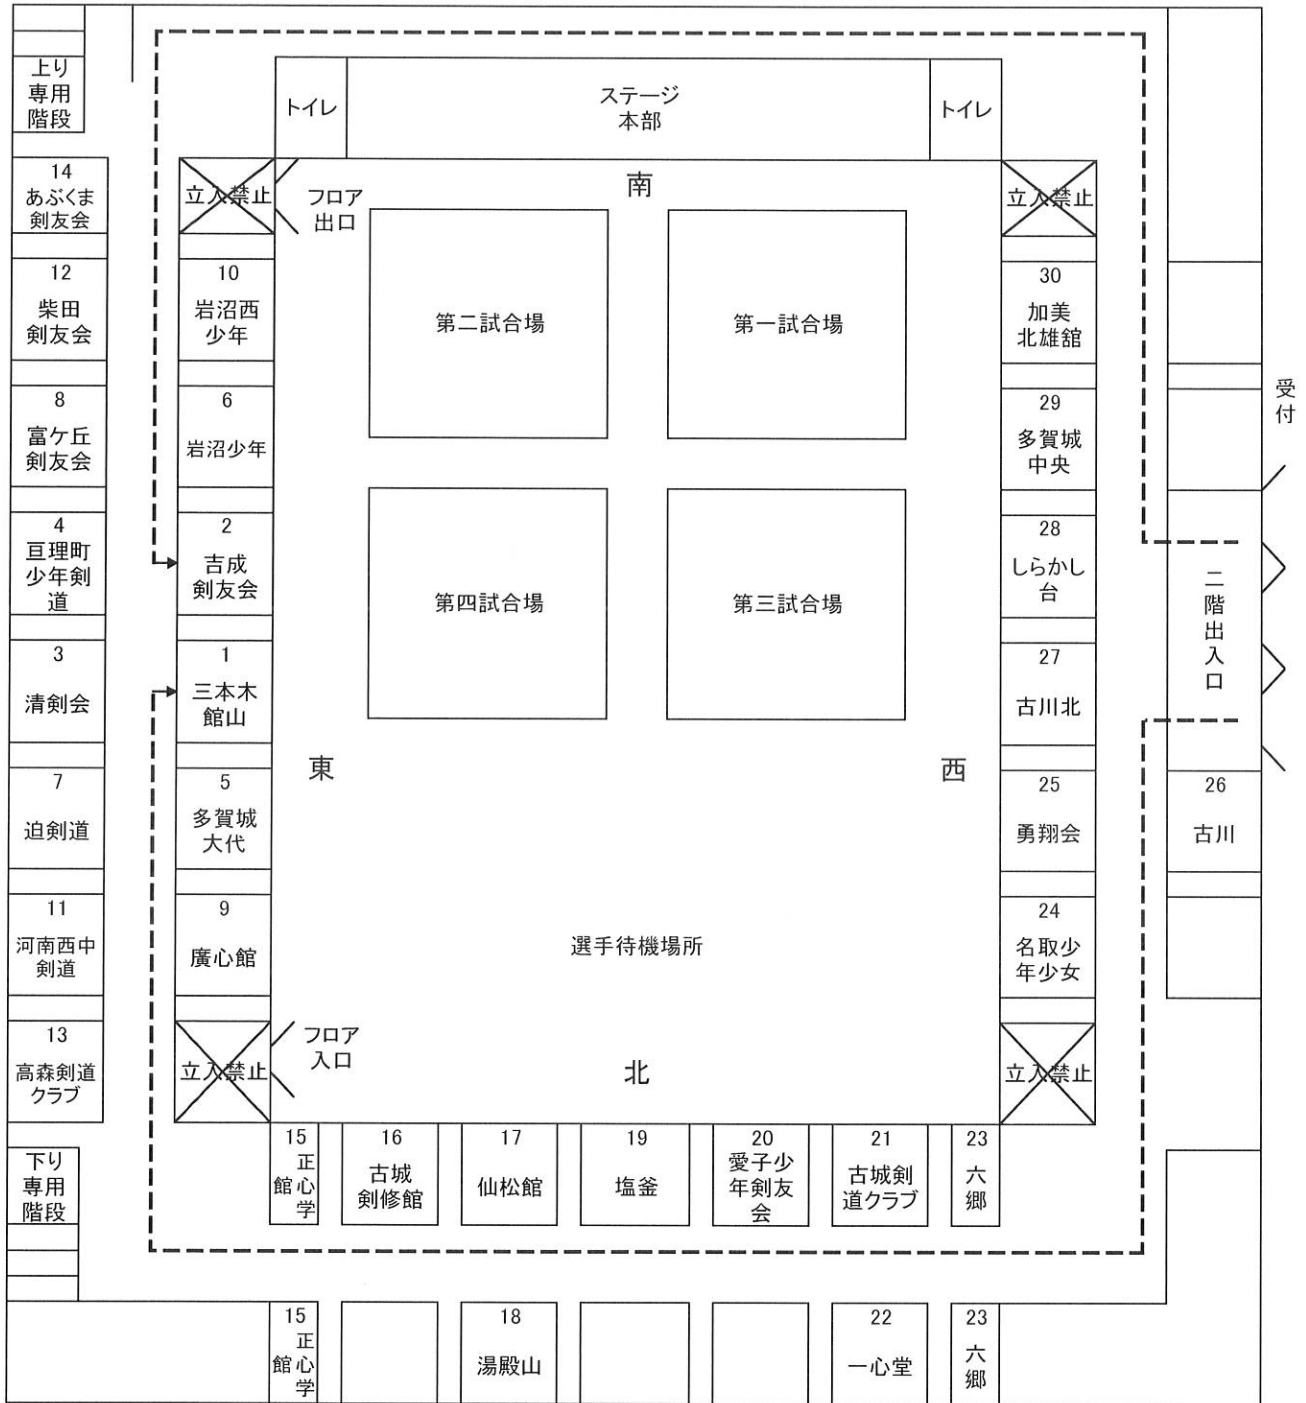 上り
専用
階段
トイレ
ステージ
本部
トイレ
14
あぶくま
剣友会
立入禁止
フロア
出口
南
立入禁止
12
柴田
剣友会
10
岩沼西
少年
第二試合場
第一試合場
30
加美
北雄舘
8
富ケ丘
剣友会
6
岩沼少年
29
多賀城
中央
受付
4
亘理町
少年剣
道
2
吉成
剣友会
第四試合場
第三試合場
28
しらかし
台
二階出入口
3
清剣会
1
三本木
館山
27
古川北
東
西
7
迫剣道
5
多賀城
大代
25
勇翔会
26
古川
11
河南西中
剣道
9
廣心館
選手待機場所
24
名取少
年少女
13
高森剣道
クラブ
立入禁止
フロア
入口
北
立入禁止
下り
専用
階段
15
正心学
館
16
古城
剣修館
17
仙松館
19
塩釜
20
愛子少
年剣友
会
21
古城剣
道クラブ
23
六郷
15
正心学
館
18
湯殿山
22
一心堂
23
六郷